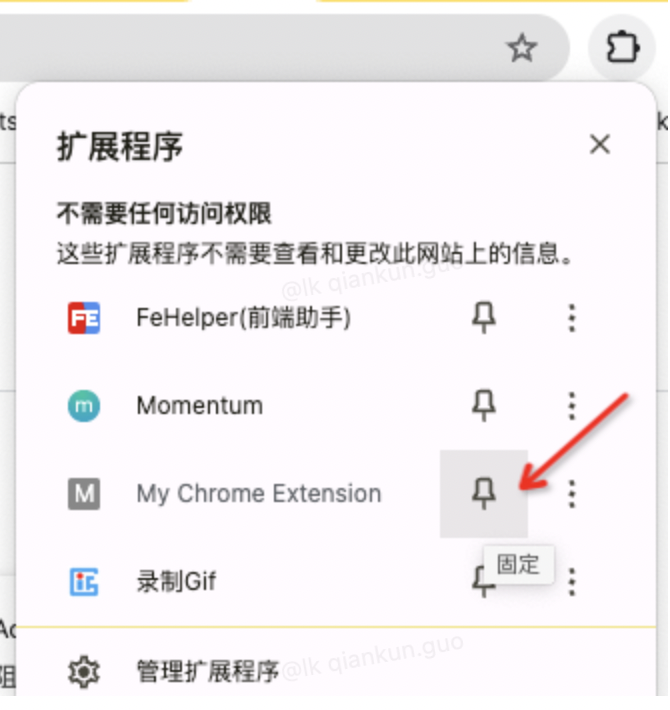 ts
k
扩展程序
不需要任何访问权限
这些扩展程序不需要查看和更改此网站上的信息。
@lk qiankun.guo
FE
FeHelper(前端助手)
m
Momentum
M
My Chrome Extension
固定
录制Gif
Ac
阻
管理扩展程序
@lk qiankun.guo